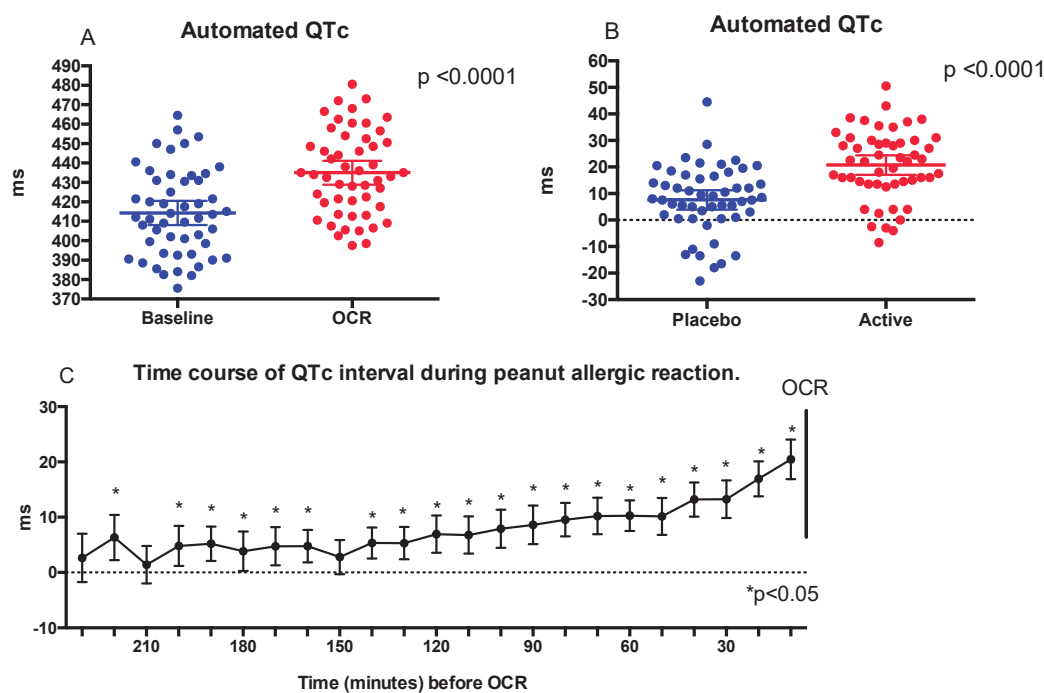 A
Automated QTc
p <0.0001
ms
490
480
470
460
450
440
430
420
410
400
390
380
370
Baseline
OCR
B
Automated QTc
p <0.0001
ms
60
50
40
30
20
10
0
-10
-20
-30
Placebo
Active
C
Time course of QTc interval during peanut allergic reaction.
OCR
ms
30
20
10
0
-10
* * * * * * * * * * * * * * * * * * * *
*p<0.05
210 180 150 120 90 60 30
Time (minutes) before OCR